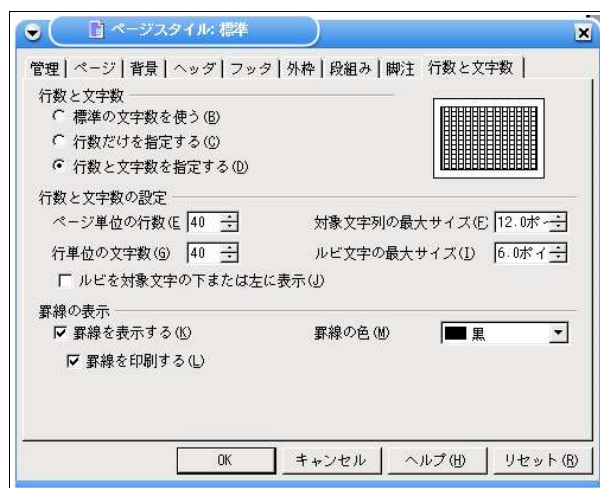 ページスタイル: 標準
管理 ページ 背景 ヘッダ フッタ 外枠 段組み 脚注 行数と文字数
行数と文字数
標準の文字数を使う(B)
行数だけを指定する(C)
行数と文字数を指定する(D)
行数と文字数の設定
ページ単位の行数(E 40 対象文字列の最大サイズ(F) 12.0ポ
行単位の文字数(G) 40 ルビ文字の最大サイズ(I) 6.0ポイ
ルビを対象文字の下または左に表示(J)
罫線の表示
罫線を表示する(K) 罫線の色(M) 黒
罫線を印刷する(L)
OK キャンセル ヘルプ(H) リセット(R)